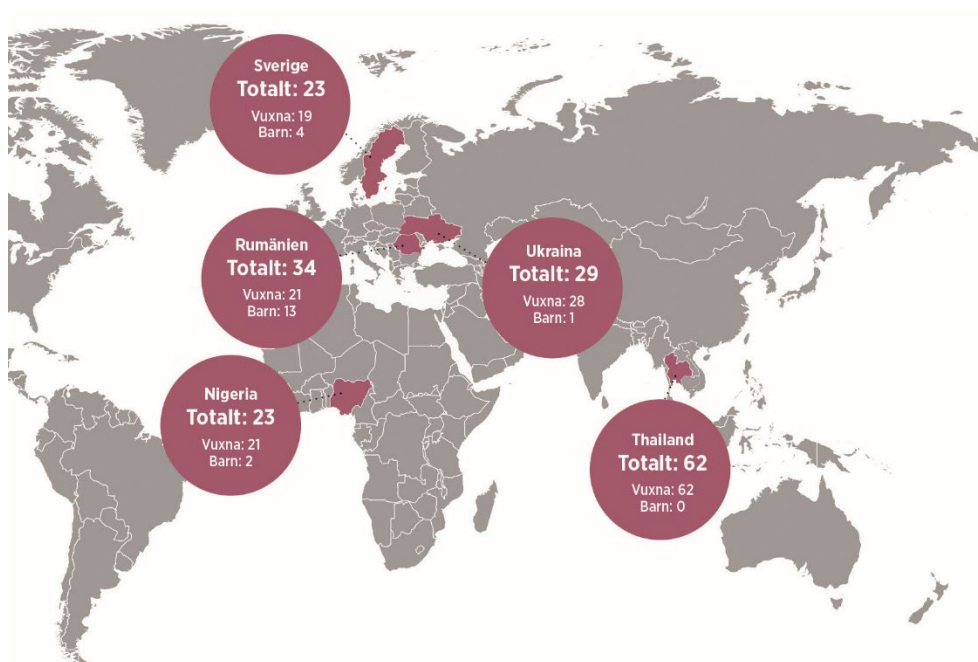 Sverige
Totalt: 23
Vuxna: 19
Barn: 4
Rumänien
Totalt: 34
Vuxna: 21
Barn: 13
Ukraina
Totalt: 29
Vuxna: 28
Barn: 1
Nigeria
Totalt: 23
Vuxna: 21
Barn: 2
Thailand
Totalt: 62
Vuxna: 62
Barn: 0